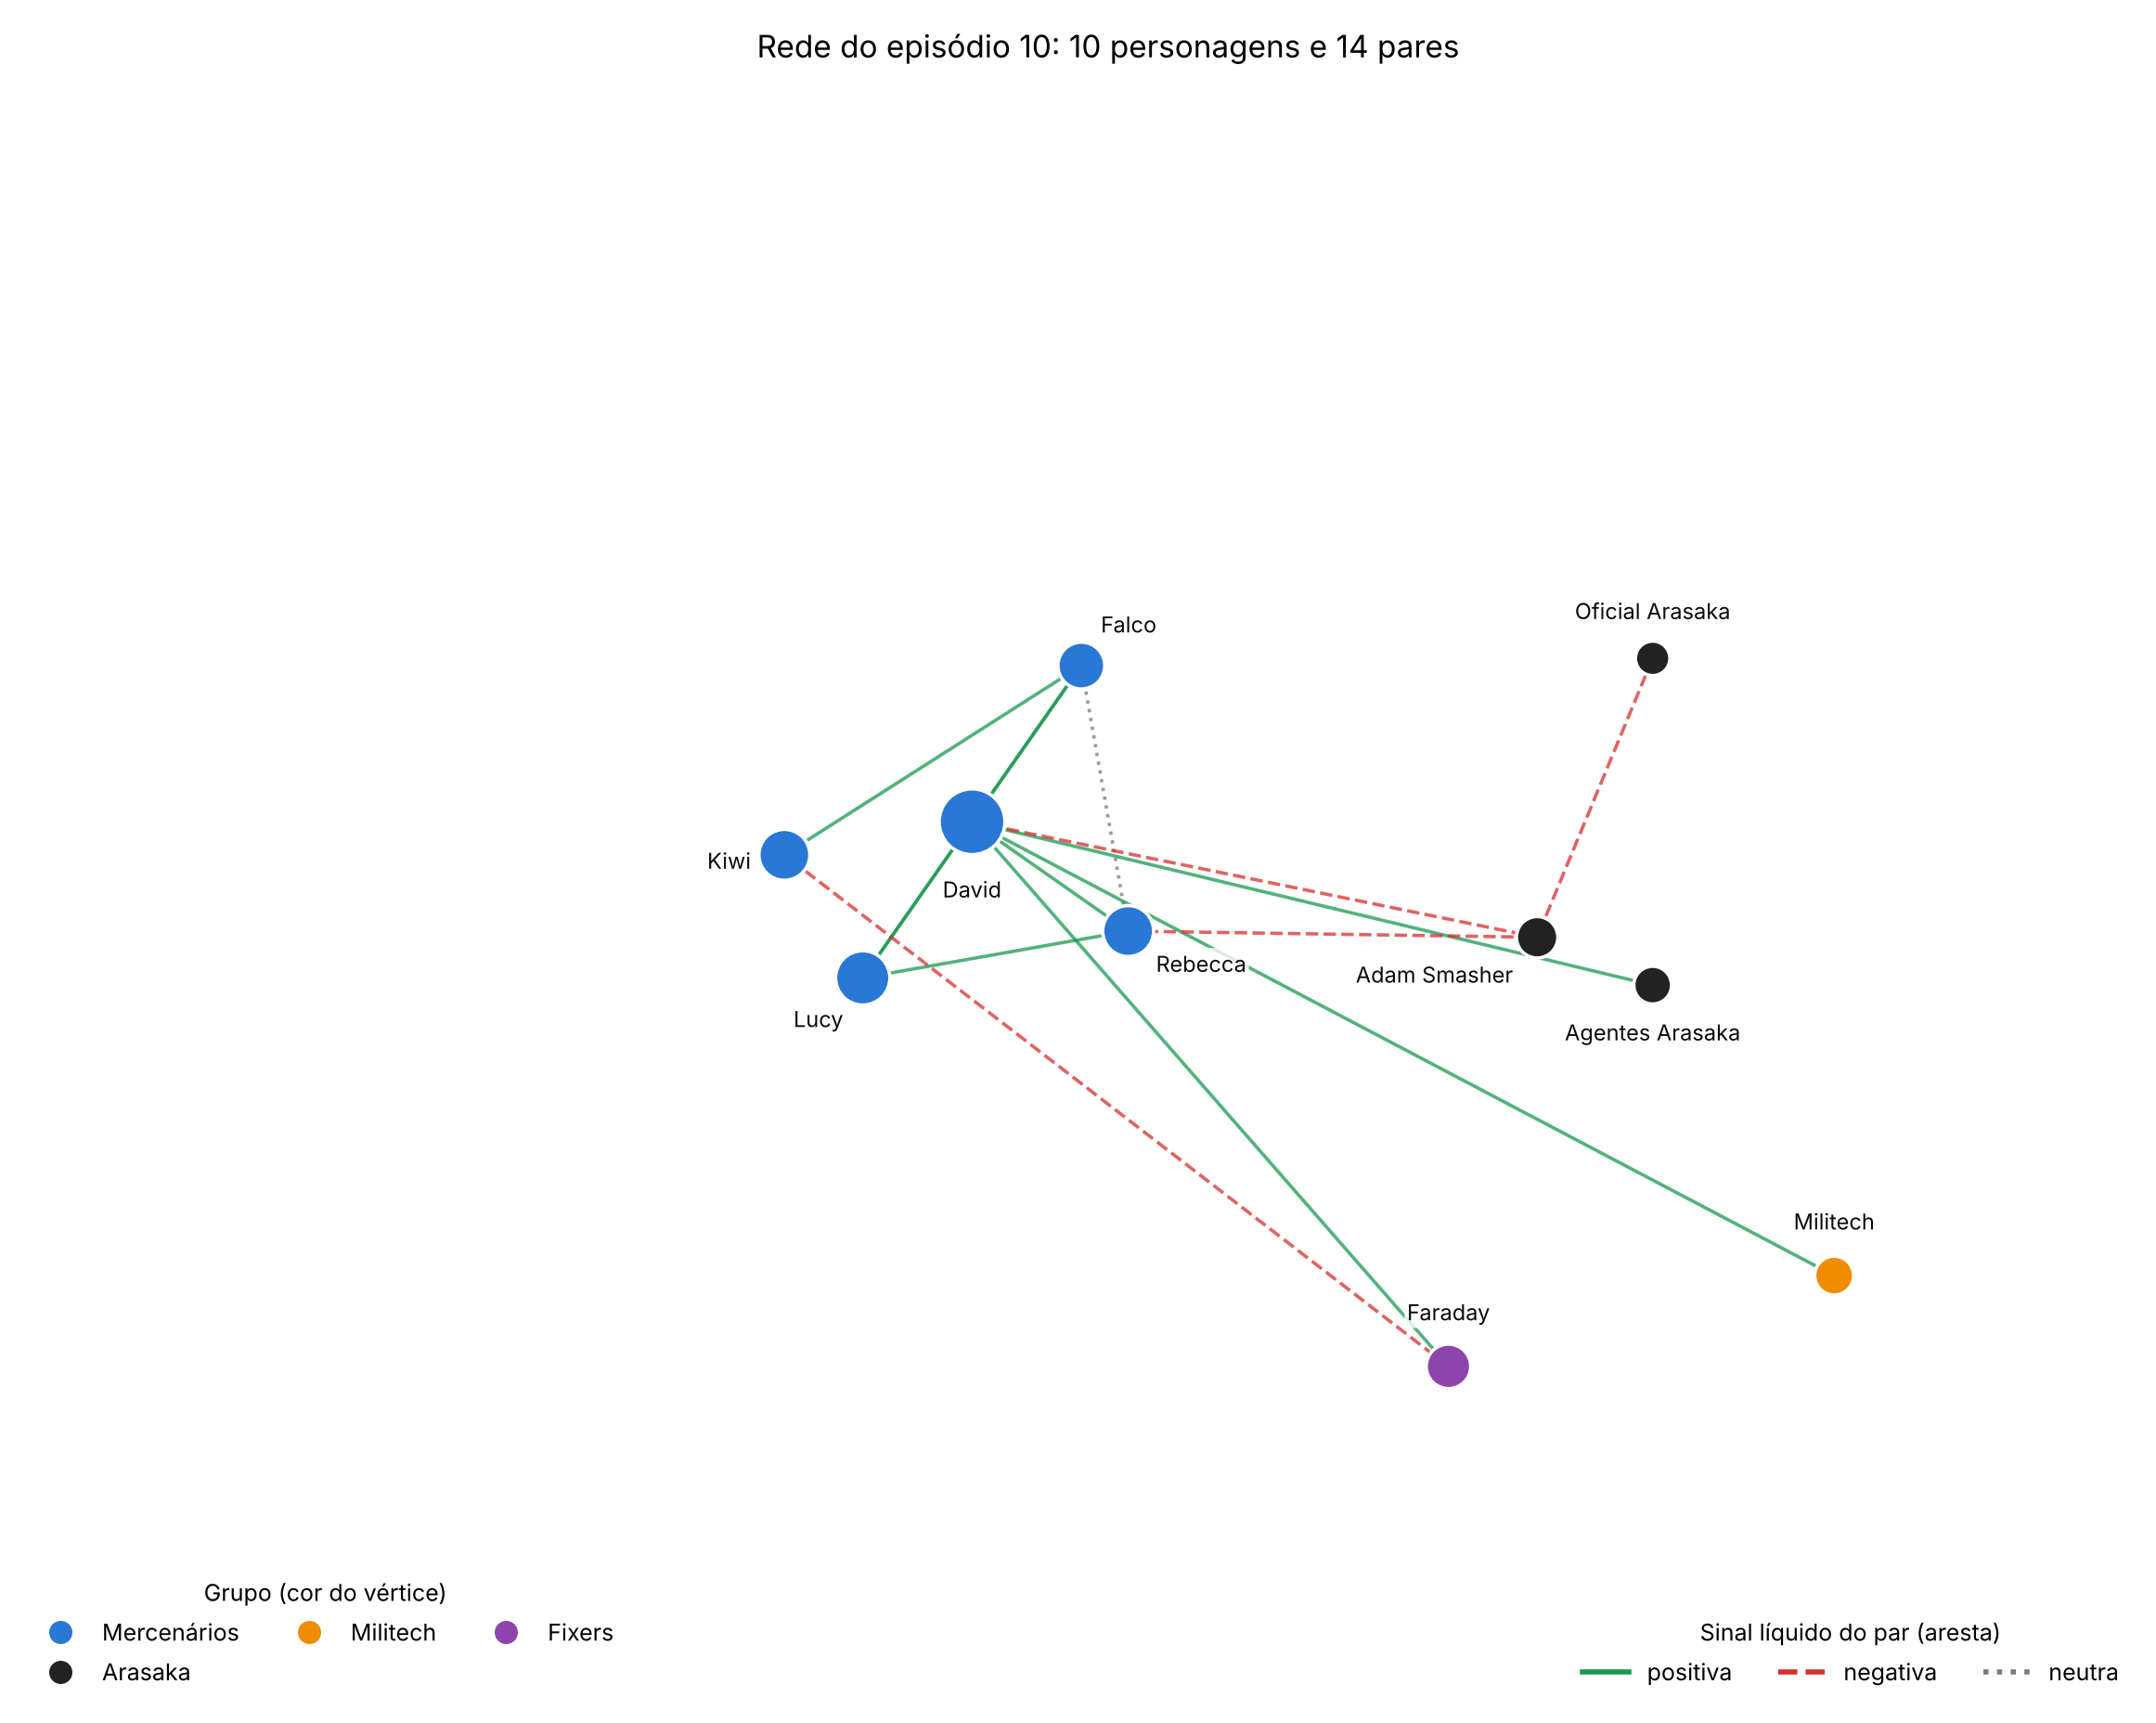 Rede do episódio 10: 10 personagens e 14 pares
Falco
Oficial Arasaka
Kiwi
David
Rebecca
Adam Smasher
Lucy
Agentes Arasaka
Militech
Faraday
Grupo (cor do vértice)
Mercenários
Militech
Fixers
Arasaka
Sinal líquido do par (aresta)
positiva
negativa
neutra